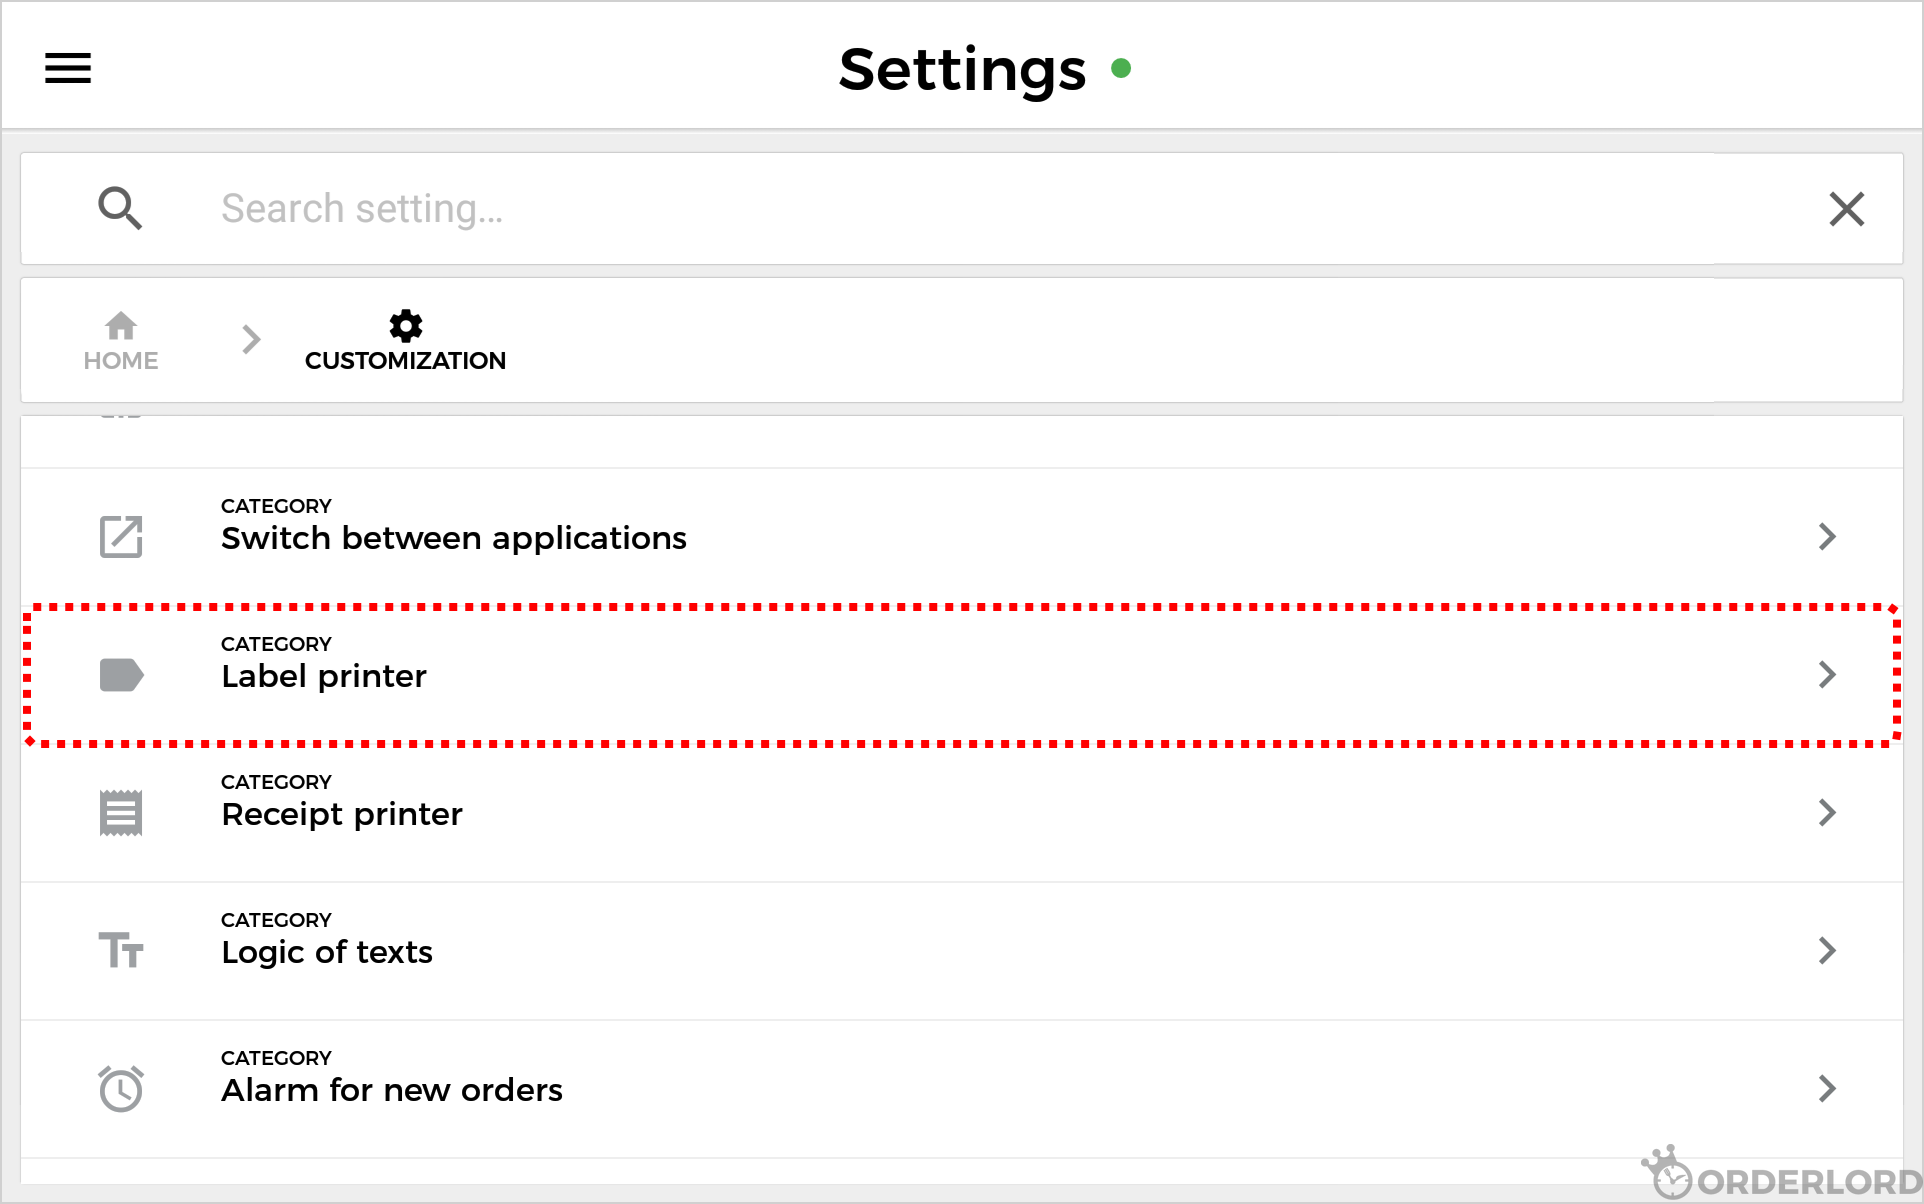 Settings
Search setting...
HOME
CUSTOMIZATION
CATEGORY
Switch between applications
CATEGORY
Label printer
CATEGORY
Receipt printer
CATEGORY
Logic of texts
CATEGORY
Alarm for new orders
ORDERLORD